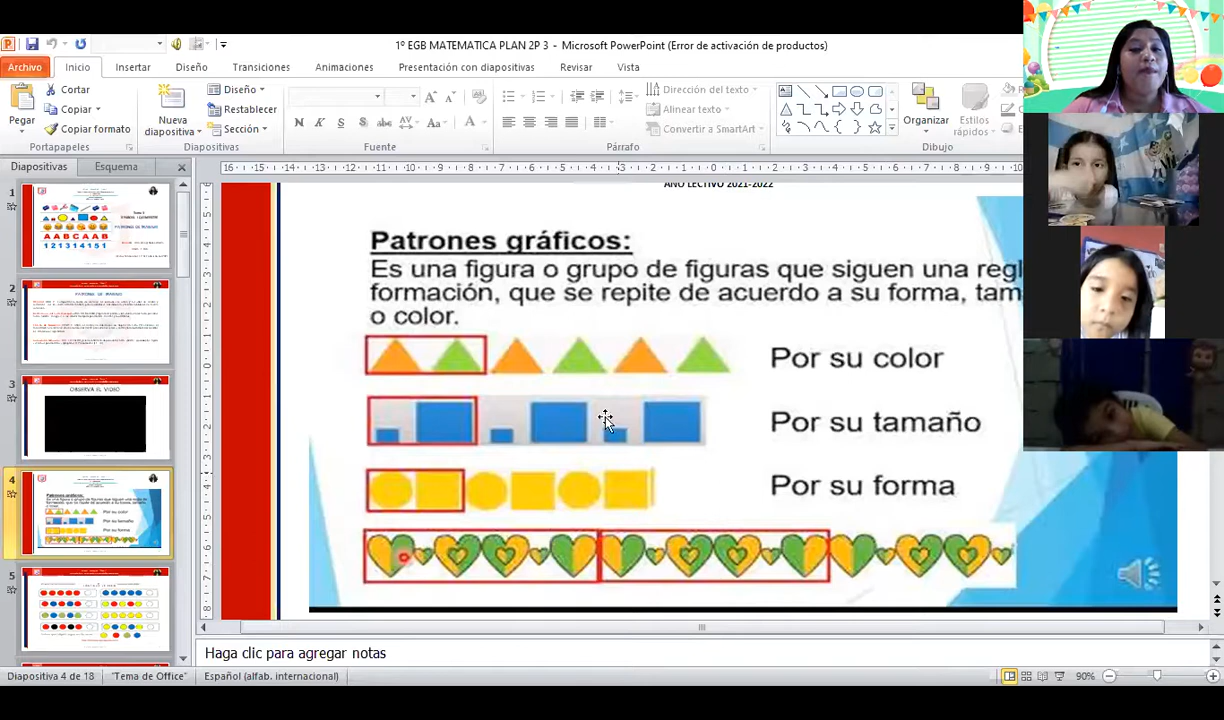 1º EGB MATEMATICA PLAN 2P 3 - Microsoft PowerPoint (Error de activación de productos)
Archivo Inicio Insertar Diseño Transiciones Animaciones Presentación con diapositivas Revisar Vista
Pegar
Cortar
Copiar
Copiar formato
Portapapeles
Nueva
diapositiva
Diseño
Restablecer
Sección
Diapositivas
Fuente
Dirección del texto
Alinear texto
Convertir a SmartArt
Párrafo
Organizar
Estilos
rápidos
Dibujo
Diapositivas Esquema
1
2
3
OBSERVA EL VIDEO
4
5
AÑO LECTIVO 2021-2022
Patrones gráficos:
Es una figura o grupo de figuras que siguen una regl
formación, que se repite de acuerdo a su forma, tam
o color.
Por su color
Por su tamaño
Por su forma
Haga clic para agregar notas
Diapositiva 4 de 18 "Tema de Office" Español (alfab. internacional) 90%